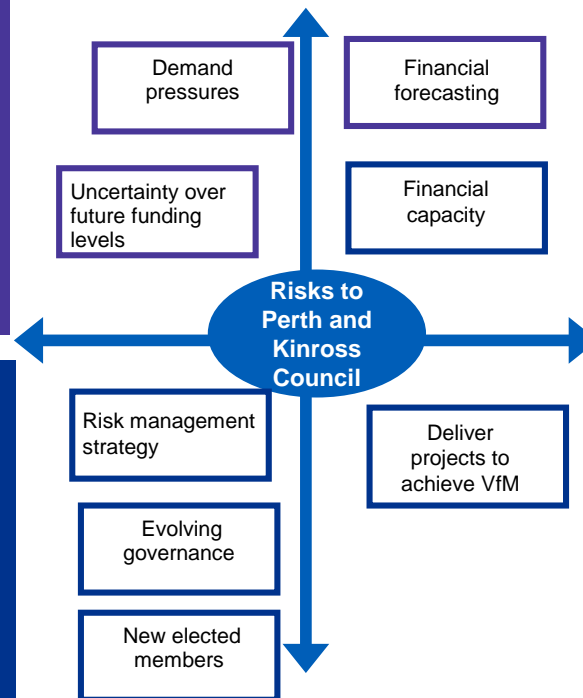 Demand
pressures
Financial
forecasting
Uncertainty over
future funding
levels
Financial
capacity
Risks to
Perth and
Kinross
Council
Risk management
strategy
Deliver
projects to
achieve VfM
Evolving
governance
New elected
members